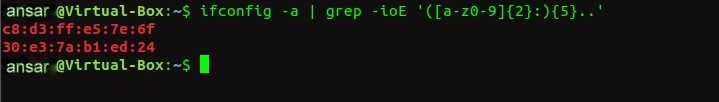 ansar @Virtual-Box:~$ ifconfig -a | grep -ioE '([a-z0-9]{2}:){5}..'
c8:d3:ff:e5:7e:6f
30:e3:7a:b1:ed:24
ansar @Virtual-Box:~$